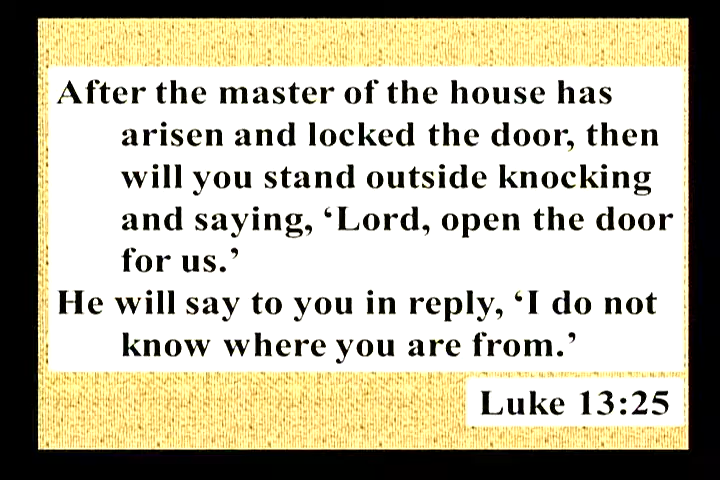 After the master of the house has
arisen and locked the door, then
will you stand outside knocking
and saying, ‘Lord, open the door
for us.’
He will say to you in reply, ‘I do not
know where you are from.’
Luke 13:25